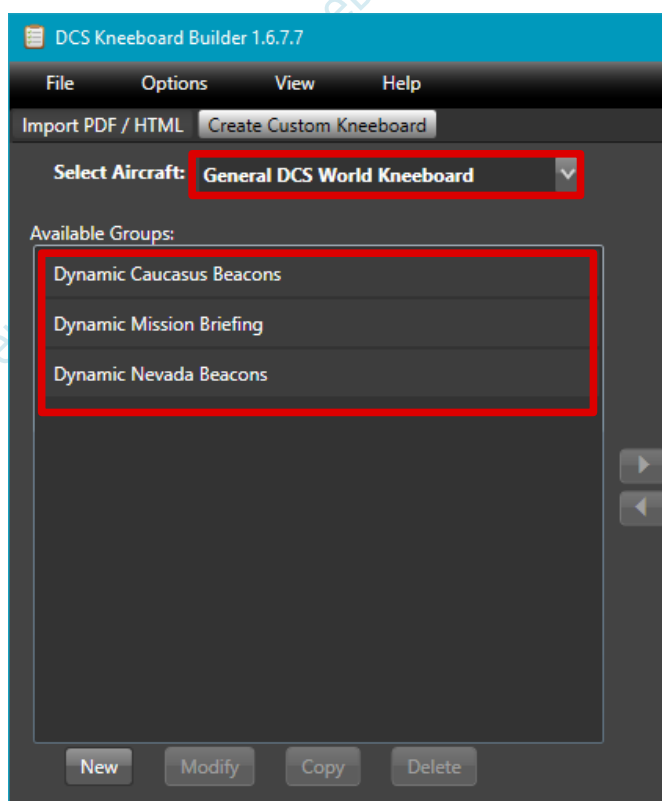 DCS Kneeboard Builder 1.6.7.7
File Options View Help
Import PDF / HTML Create Custom Kneeboard
Select Aircraft: General DCS World Kneeboard
Available Groups:
Dynamic Caucasus Beacons
Dynamic Mission Briefing
Dynamic Nevada Beacons
New Modify Copy Delete